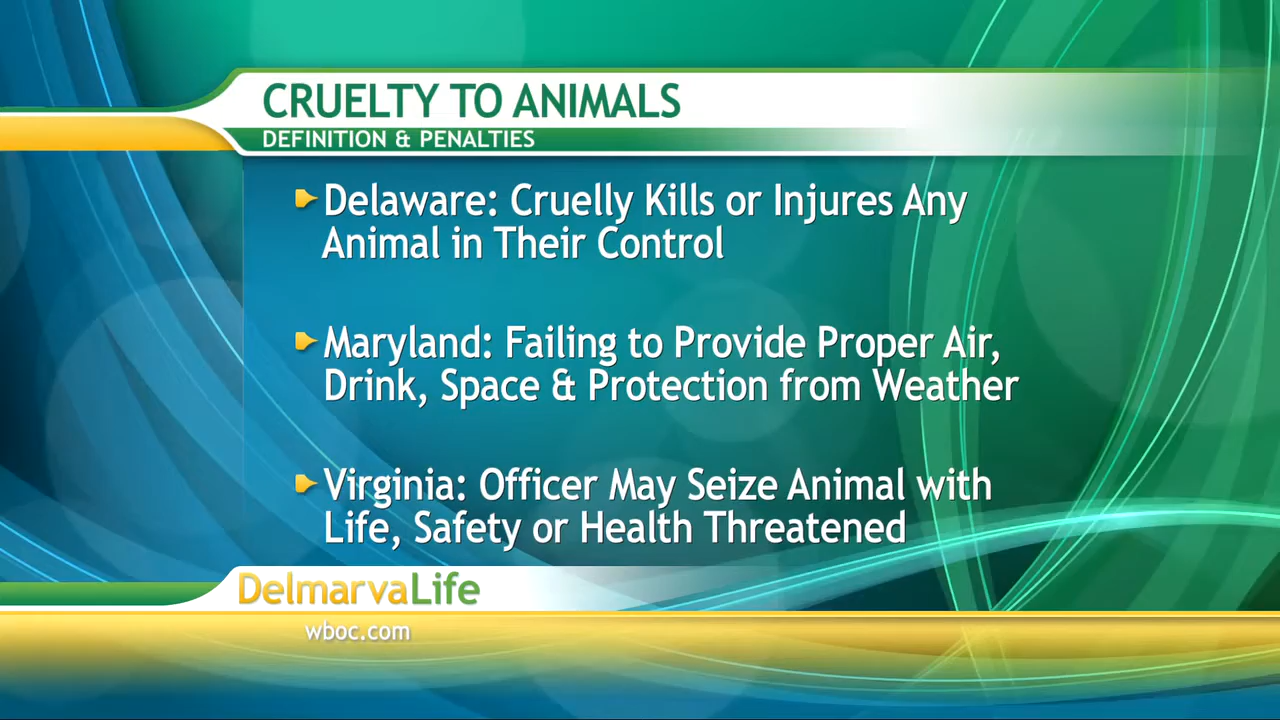 CRUELTY TO ANIMALS
DEFINITION & PENALTIES
Delaware: Cruelly Kills or Injures Any
Animal in Their Control
Maryland: Failing to Provide Proper Air,
Drink, Space & Protection from Weather
Virginia: Officer May Seize Animal with
Life, Safety or Health Threatened
DelmarvaLife
wboc.com